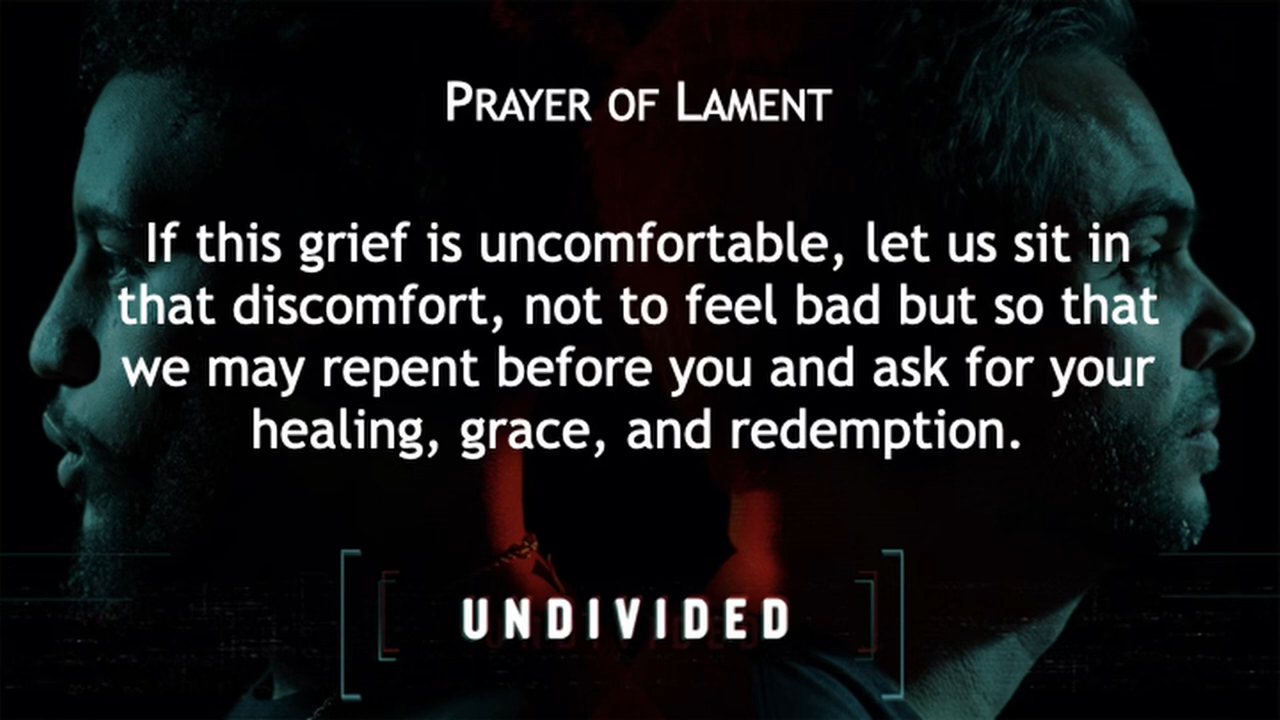 Prayer of Lament
If this grief is uncomfortable, let us sit in
that discomfort, not to feel bad but so that
we may repent before you and ask for your
healing, grace, and redemption.
UNDIVIDED